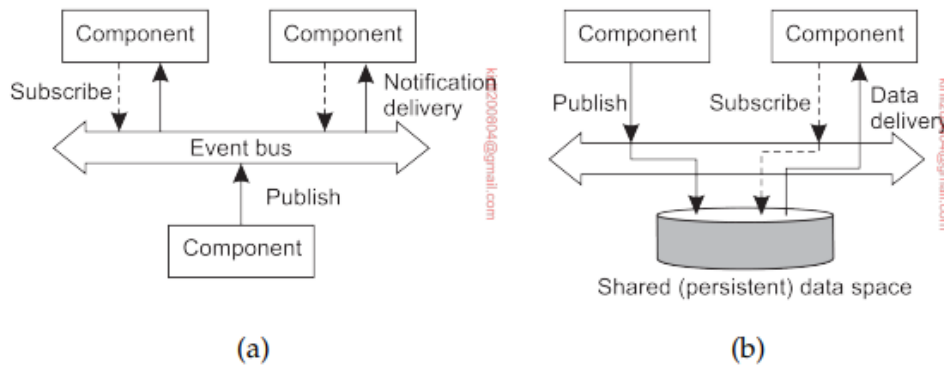 Component
Component
Subscribe
Notification
delivery
Event bus
Publish
Component
(a)
Component
Component
Publish
Subscribe
Data
delivery
Shared (persistent) data space
(b)